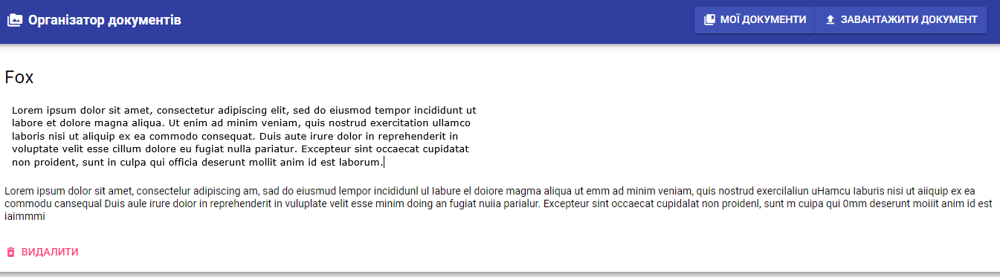 Організатор документів
МОЇ ДОКУМЕНТИ
ЗАВАНТАЖИТИ ДОКУМЕНТ
Fox
Lorem ipsum dolor sit amet, consectetur adipiscing elit, sed do eiusmod tempor incididunt ut
labore et dolore magna aliqua. Ut enim ad minim veniam, quis nostrud exercitation ullamco
laboris nisi ut aliquip ex ea commodo consequat. Duis aute irure dolor in reprehenderit in
voluptate velit esse cillum dolore eu fugiat nulla pariatur. Excepteur sint occaecat cupidatat
non proident, sunt in culpa qui officia deserunt mollit anim id est laborum.
Lorem ipsum dolor sit amet, consectelur adipiscing am, sad do eiusmud lempor incididunl ul Iabure el doiore magma aliqua ut emm ad minim veniam, quis nostrud exercilaliun uHamcu Iaburis nisi ut aiiquip ex ea
commodu cansequal Duis aule irure doior in reprehenderit in vuluplate velit esse minim doing an fugiat nuiia parialur. Excepteur sint occaecat cupidalat non proidenl, sunt m cuipa qui 0mm deserunt moiiit anim id est
iaimmmi
ВИДАЛИТИ